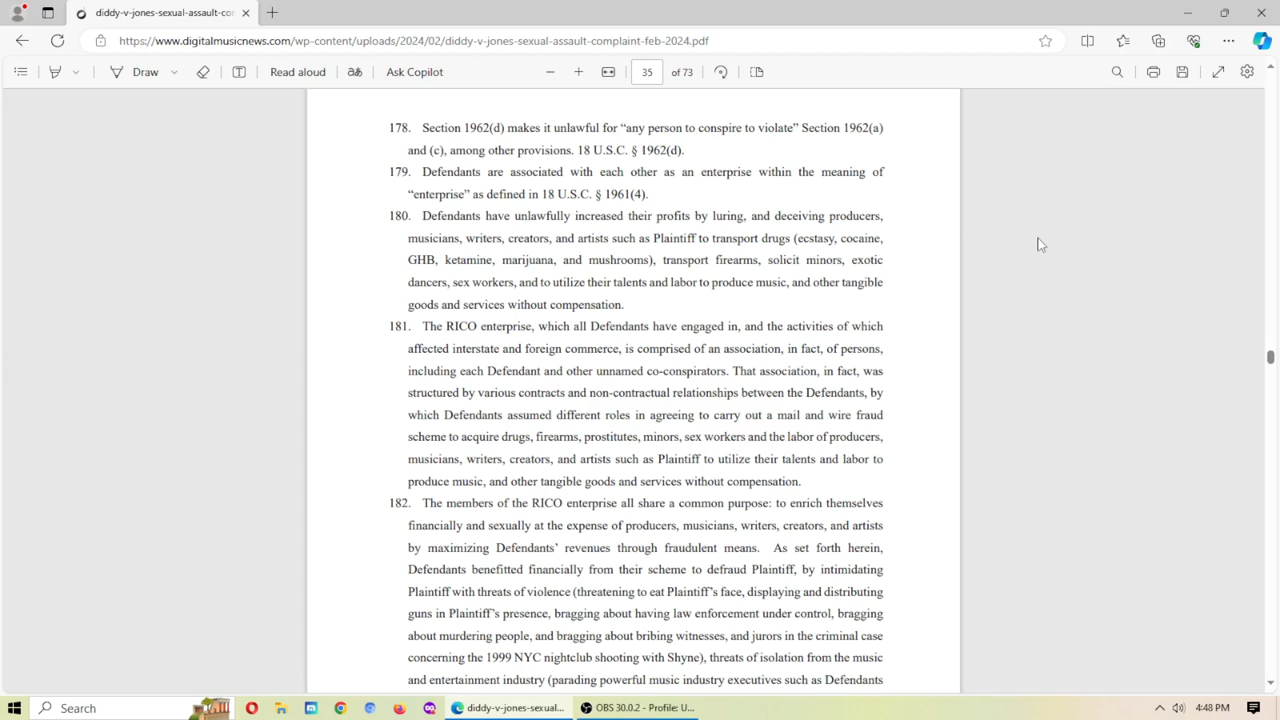 diddy-v-jones-sexual-assault-co
https://www.digitalmusicnews.com/wp-content/uploads/2024/02/diddy-v-jones-sexual-assault-complaint-feb-2024.pdf
Draw Read aloud Ask Copilot 35 of 73
178. Section 1962(d) makes it unlawful for “any person to conspire to violate” Section 1962(a)
and (c), among other provisions. 18 U.S.C. § 1962(d).
179. Defendants are associated with each other as an enterprise within the meaning of
“enterprise” as defined in 18 U.S.C. § 1961(4).
180. Defendants have unlawfully increased their profits by luring, and deceiving producers,
musicians, writers, creators, and artists such as Plaintiff to transport drugs (ecstasy, cocaine,
GHB, ketamine, marijuana, and mushrooms), transport firearms, solicit minors, exotic
dancers, sex workers, and to utilize their talents and labor to produce music, and other tangible
goods and services without compensation.
181. The RICO enterprise, which all Defendants have engaged in, and the activities of which
affected interstate and foreign commerce, is comprised of an association, in fact, of persons,
including each Defendant and other unnamed co-conspirators. That association, in fact, was
structured by various contracts and non-contractual relationships between the Defendants, by
which Defendants assumed different roles in agreeing to carry out a mail and wire fraud
scheme to acquire drugs, firearms, prostitutes, minors, sex workers and the labor of producers,
musicians, writers, creators, and artists such as Plaintiff to utilize their talents and labor to
produce music, and other tangible goods and services without compensation.
182. The members of the RICO enterprise all share a common purpose: to enrich themselves
financially and sexually at the expense of producers, musicians, writers, creators, and artists
by maximizing Defendants’ revenues through fraudulent means. As set forth herein,
Defendants benefitted financially from their scheme to defraud Plaintiff, by intimidating
Plaintiff with threats of violence (threatening to eat Plaintiff’s face, displaying and distributing
guns in Plaintiff’s presence, bragging about having law enforcement under control, bragging
about murdering people, and bragging about bribing witnesses, and jurors in the criminal case
concerning the 1999 NYC nightclub shooting with Shyne), threats of isolation from the music
and entertainment industry (parading powerful music industry executives such as Defendants
Search diddy-v-jones-sexual... OBS 30.0.2 - Profile: U... 4:48 PM